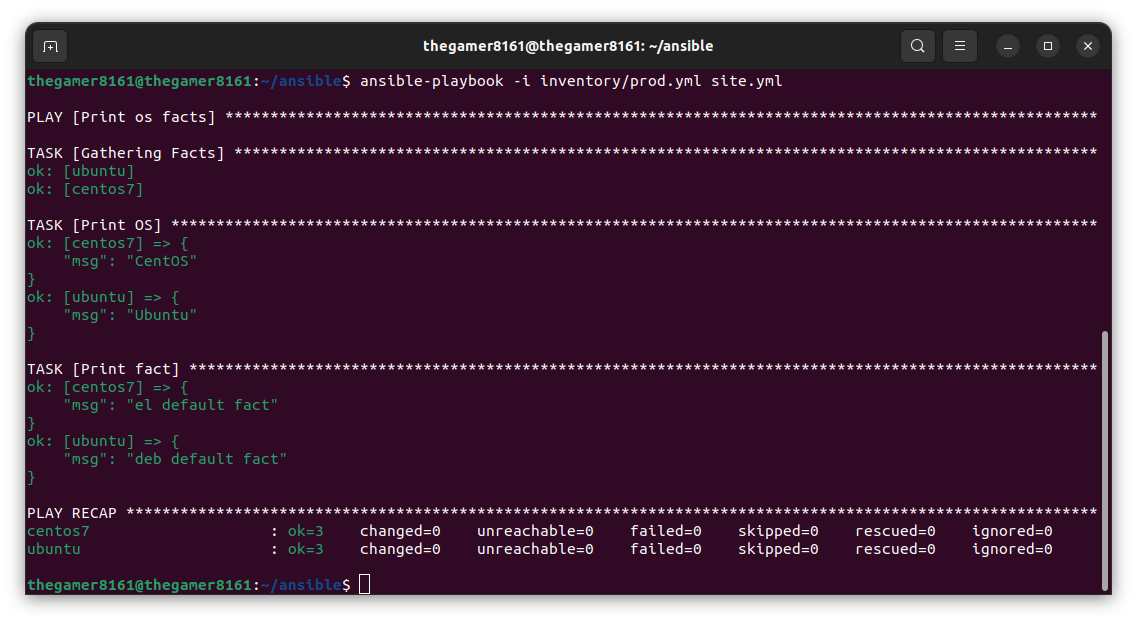 thegamer8161@thegamer8161: ~/ansible
thegamer8161@thegamer8161:~/ansible$ ansible-playbook -i inventory/prod.yml site.yml
PLAY [Print os facts] *************************************************************************************************
TASK [Gathering Facts] ************************************************************************************************
ok: [ubuntu]
ok: [centos7]
TASK [Print OS] *******************************************************************************************************
ok: [centos7] => {
    "msg": "CentOS"
}
ok: [ubuntu] => {
    "msg": "Ubuntu"
}
TASK [Print fact] *****************************************************************************************************
ok: [centos7] => {
    "msg": "el default fact"
}
ok: [ubuntu] => {
    "msg": "deb default fact"
}
PLAY RECAP ************************************************************************************************************
centos7                    : ok=3    changed=0    unreachable=0    failed=0    skipped=0    rescued=0    ignored=0
ubuntu                     : ok=3    changed=0    unreachable=0    failed=0    skipped=0    rescued=0    ignored=0
thegamer8161@thegamer8161:~/ansible$